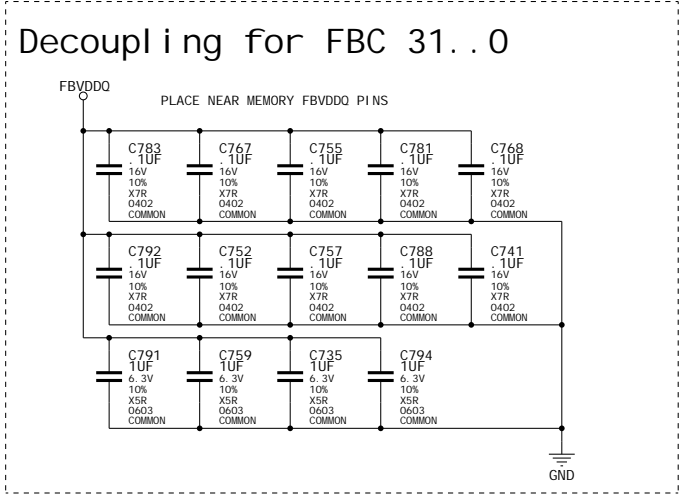 Decoupling for FBC 31..0
FBVDDQ
PLACE NEAR MEMORY FBVDDQ PINS
C783
.1UF
16V
10%
X7R
0402
COMMON
C767
.1UF
16V
10%
X7R
0402
COMMON
C755
.1UF
16V
10%
X7R
0402
COMMON
C781
.1UF
16V
10%
X7R
0402
COMMON
C768
.1UF
16V
10%
X7R
0402
COMMON
C792
.1UF
16V
10%
X7R
0402
COMMON
C752
.1UF
16V
10%
X7R
0402
COMMON
C757
.1UF
16V
10%
X7R
0402
COMMON
C788
.1UF
16V
10%
X7R
0402
COMMON
C741
.1UF
16V
10%
X7R
0402
COMMON
C791
1UF
6.3V
10%
X5R
0603
COMMON
C759
1UF
6.3V
10%
X5R
0603
COMMON
C735
1UF
6.3V
10%
X5R
0603
COMMON
C794
1UF
6.3V
10%
X5R
0603
COMMON
GND